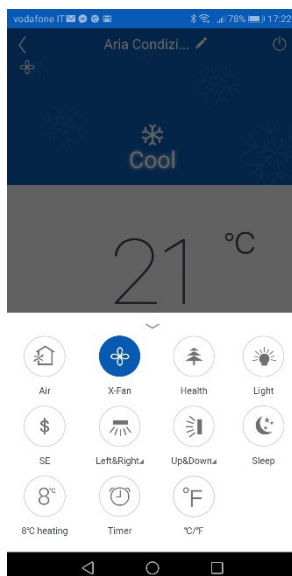 vodafone IT 78% 17:22
Aria Condizi...
Cool
21 °C
Air X-Fan Health Light
$
SE Left&Right Up&Down Sleep
8℃ °F
8℃ heating Timer ℃/℉